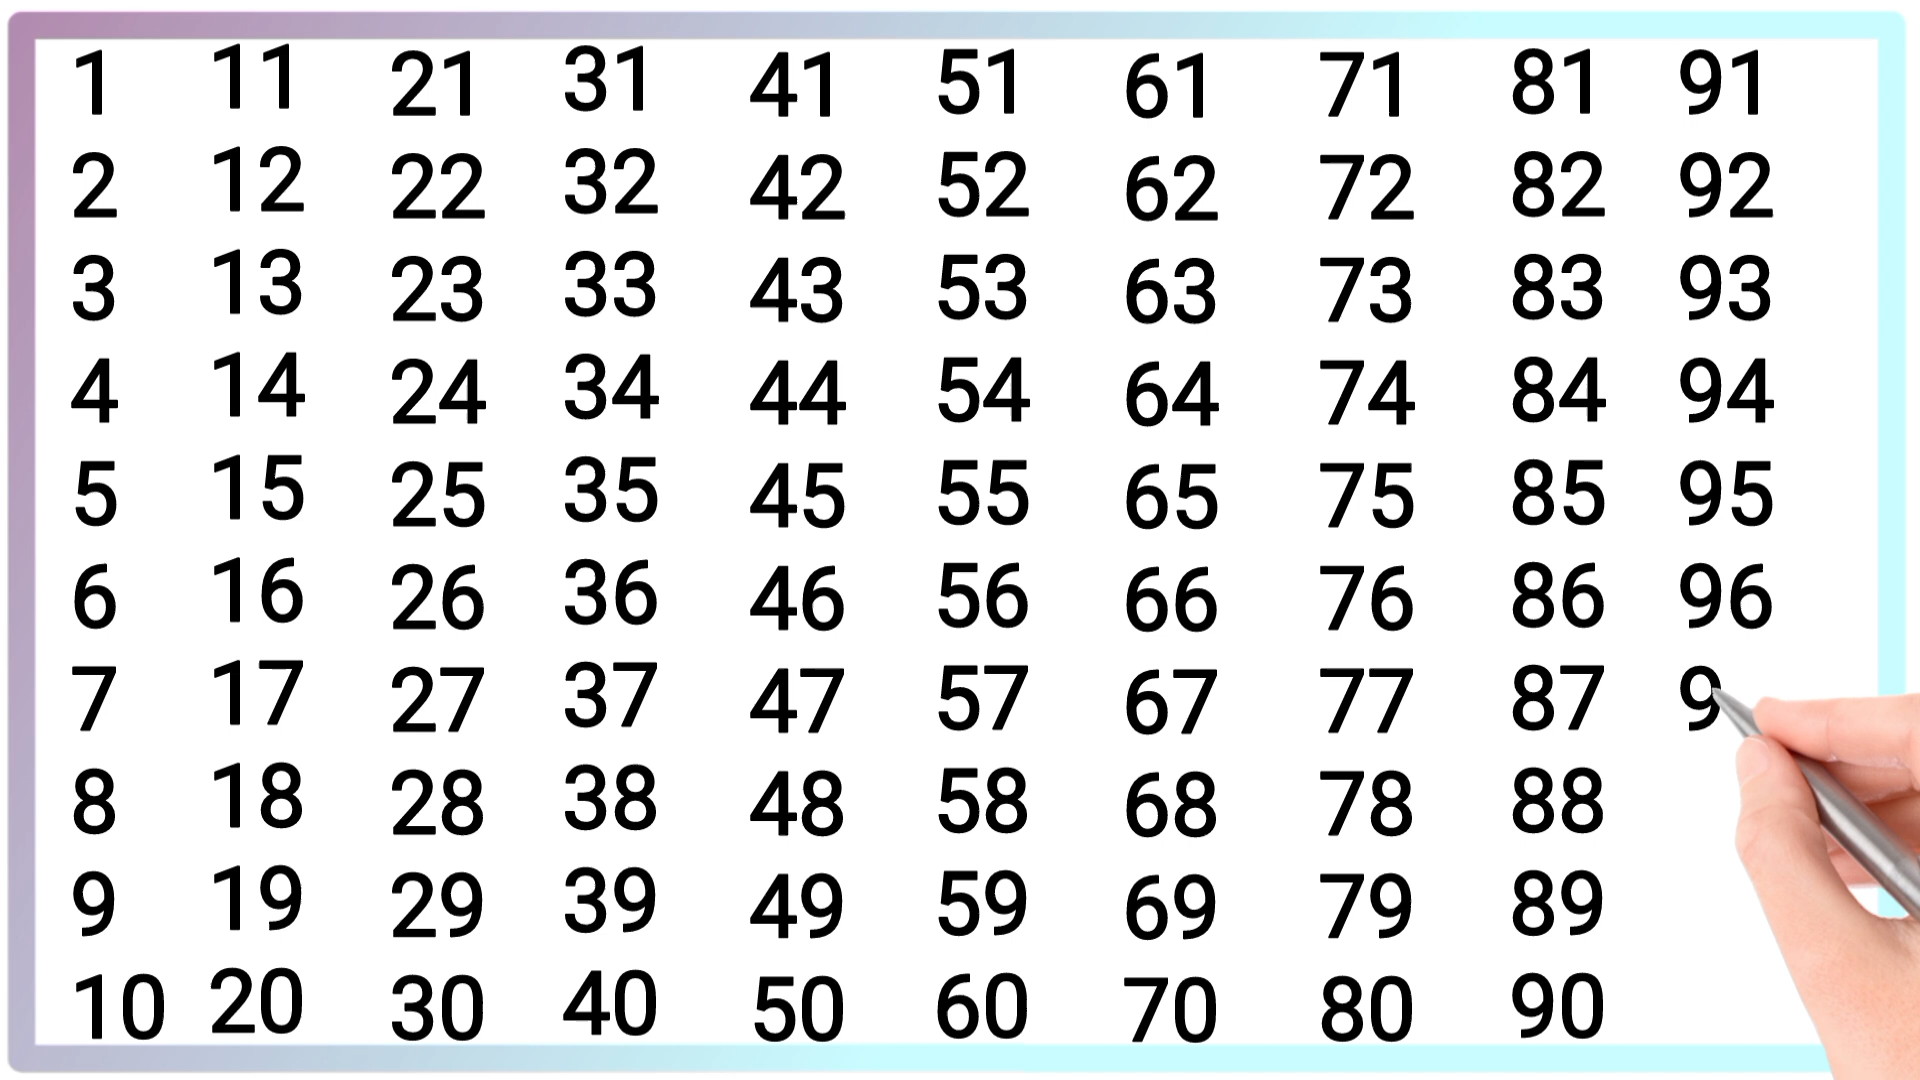 1 11 21 31 41 51 61 71 81 91
2 12 22 32 42 52 62 72 82 92
3 13 23 33 43 53 63 73 83 93
4 14 24 34 44 54 64 74 84 94
5 15 25 35 45 55 65 75 85 95
6 16 26 36 46 56 66 76 86 96
7 17 27 37 47 57 67 77 87 9
8 18 28 38 48 58 68 78 88
9 19 29 39 49 59 69 79 89
10 20 30 40 50 60 70 80 90